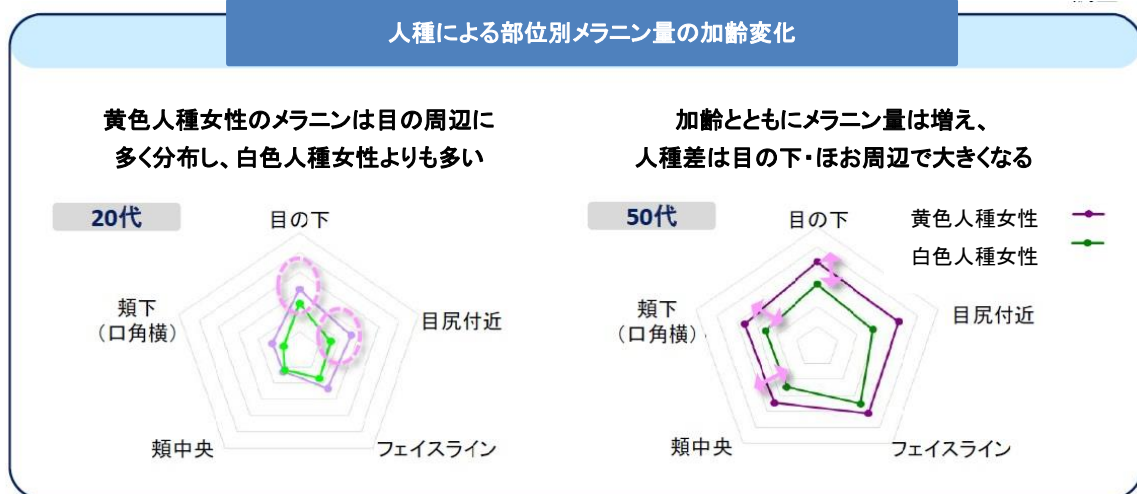 人種による部位別メラニン量の加齢変化
黄色人種女性のメラニンは目の周辺に
多く分布し、白色人種女性よりも多い
加齢とともにメラニン量は増え、
人種差は目の下・ほお周辺で大きくなる
20代
目の下
頬下
（口角横）
目尻付近
頬中央
フェイスライン
50代
目の下
黄色人種女性
白色人種女性
頬下
（口角横）
目尻付近
頬中央
フェイスライン